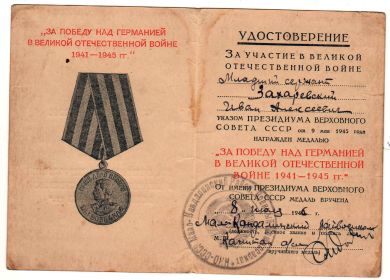 „ЗА ПОБЕДУ НАД ГЕРМАНИЕЙ
В ВЕЛИКОЙ ОТЕЧЕСТВЕННОЙ ВОЙНЕ
1941—1945 гг.“
УДОСТОВЕРЕНИЕ
ЗА УЧАСТИЕ В ВЕЛИКОЙ
ОТЕЧЕСТВЕННОЙ ВОЙНЕ
Младший сержант
Захаревский
Иван Алексеевич
УКАЗОМ ПРЕЗИДИУМА ВЕРХОВНОГО
СОВЕТА СССР от 9 мая 1945 года
НАГРАЖДЕН МЕДАЛЬЮ
„ЗА ПОБЕДУ НАД ГЕРМАНИЕЙ
В ВЕЛИКОЙ ОТЕЧЕСТВЕННОЙ
ВОЙНЕ 1941—1945 гг.“
ОТ ИМЕНИ ПРЕЗИДИУМА ВЕРХОВНОГО
СОВЕТА СССР МЕДАЛЬ ВРУЧЕНА
8 194
М. П.